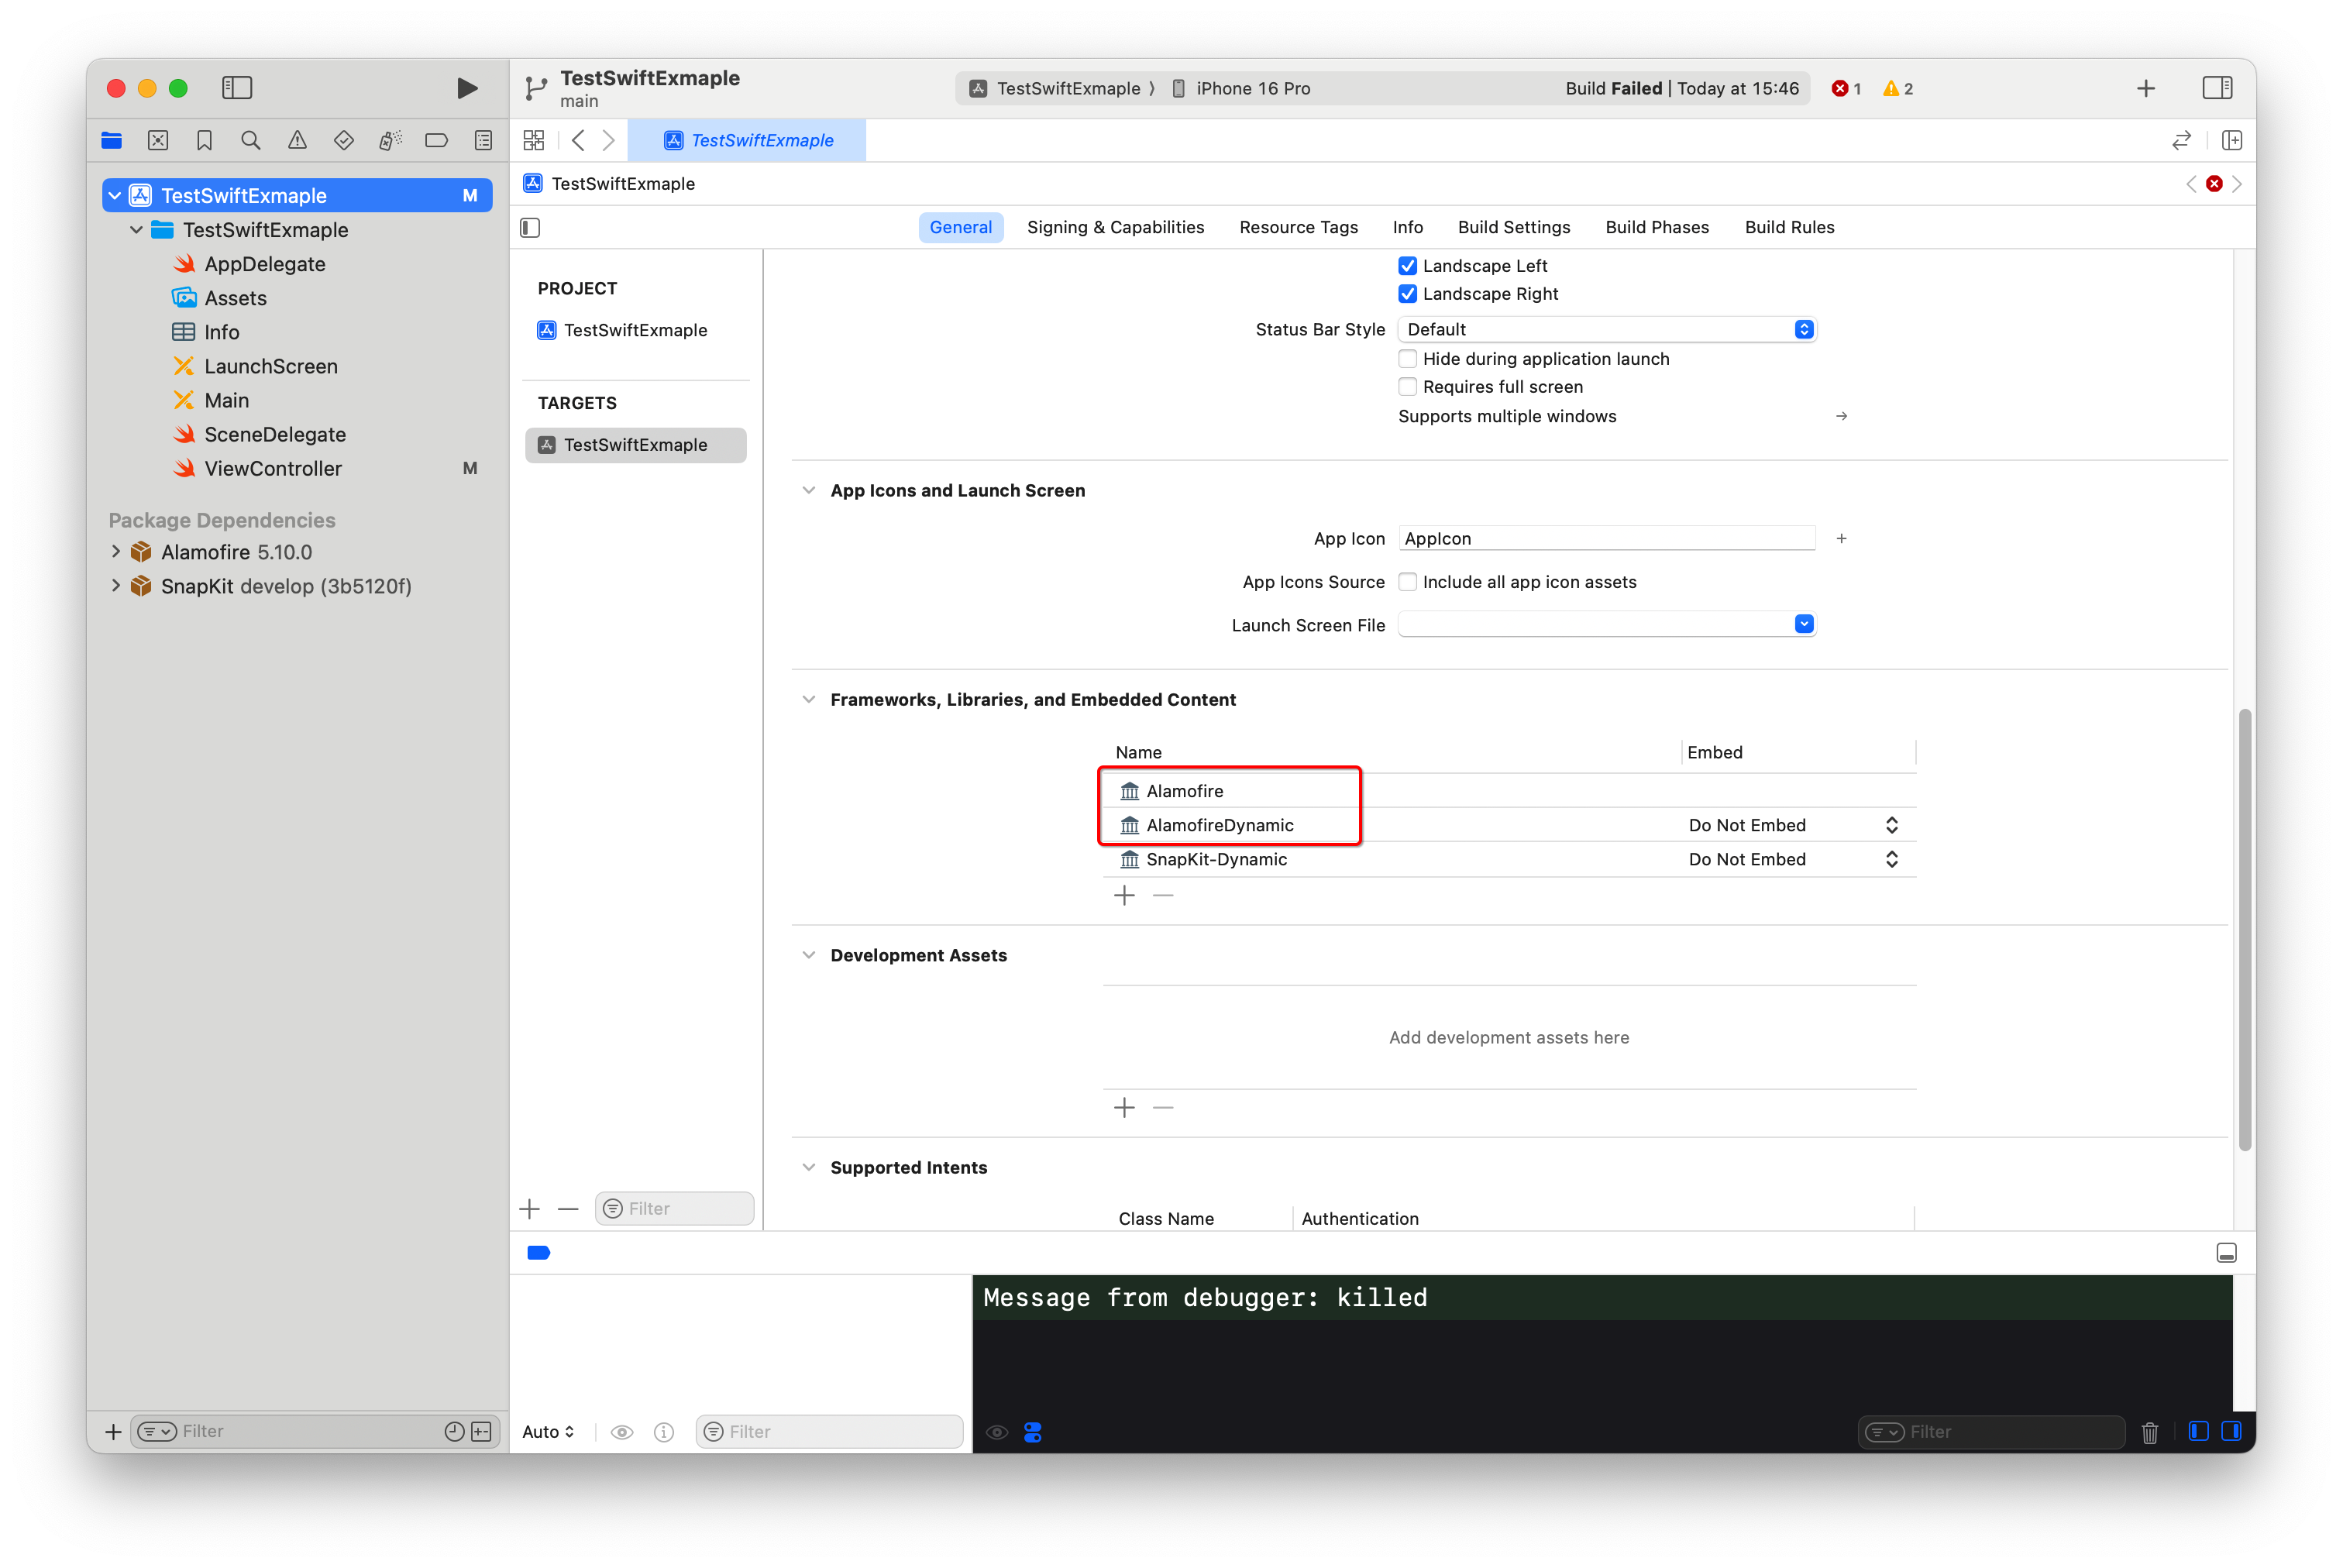 TestSwiftExmaple
main
TestSwiftExmaple ⟩ iPhone 16 Pro
Build Failed | Today at 15:46
1
2
TestSwiftExmaple
TestSwiftExmaple M
TestSwiftExmaple
AppDelegate
Assets
Info
LaunchScreen
Main
SceneDelegate
ViewController M
Package Dependencies
Alamofire 5.10.0
SnapKit develop (3b5120f)
Filter
TestSwiftExmaple
General Signing & Capabilities Resource Tags Info Build Settings Build Phases Build Rules
PROJECT
TestSwiftExmaple
TARGETS
TestSwiftExmaple
Filter
Landscape Left
Landscape Right
Status Bar Style Default
Hide during application launch
Requires full screen
Supports multiple windows
App Icons and Launch Screen
App Icon AppIcon
App Icons Source Include all app icon assets
Launch Screen File
Frameworks, Libraries, and Embedded Content
Name Embed
Alamofire
AlamofireDynamic Do Not Embed
SnapKit-Dynamic Do Not Embed
Development Assets
Add development assets here
Supported Intents
Class Name Authentication
Message from debugger: killed
Auto Filter
Filter